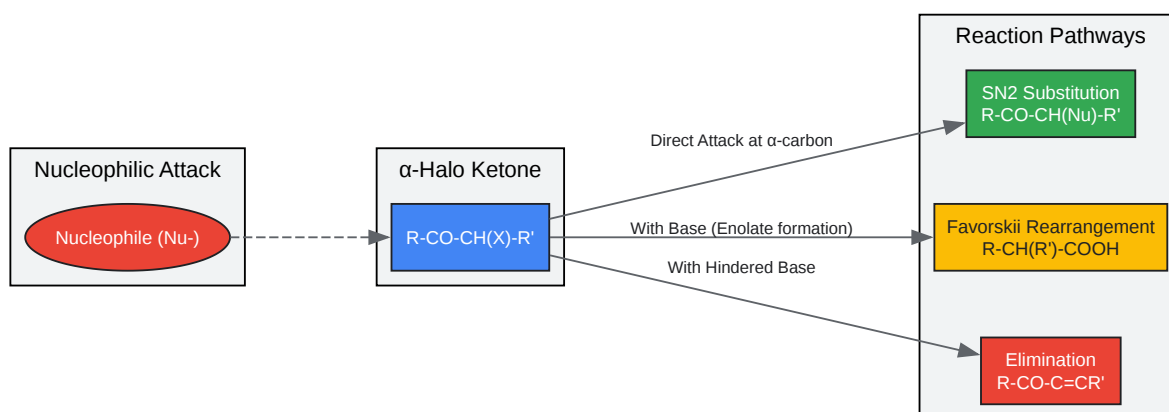 Nucleophilic Attack
Nucleophile (Nu-)
α-Halo Ketone
R-CO-CH(X)-R'
Direct Attack at α-carbon
With Base (Enolate formation)
With Hindered Base
Reaction Pathways
SN2 Substitution
R-CO-CH(Nu)-R'
Favorskii Rearrangement
R-CH(R')-COOH
Elimination
R-CO-C=CR'